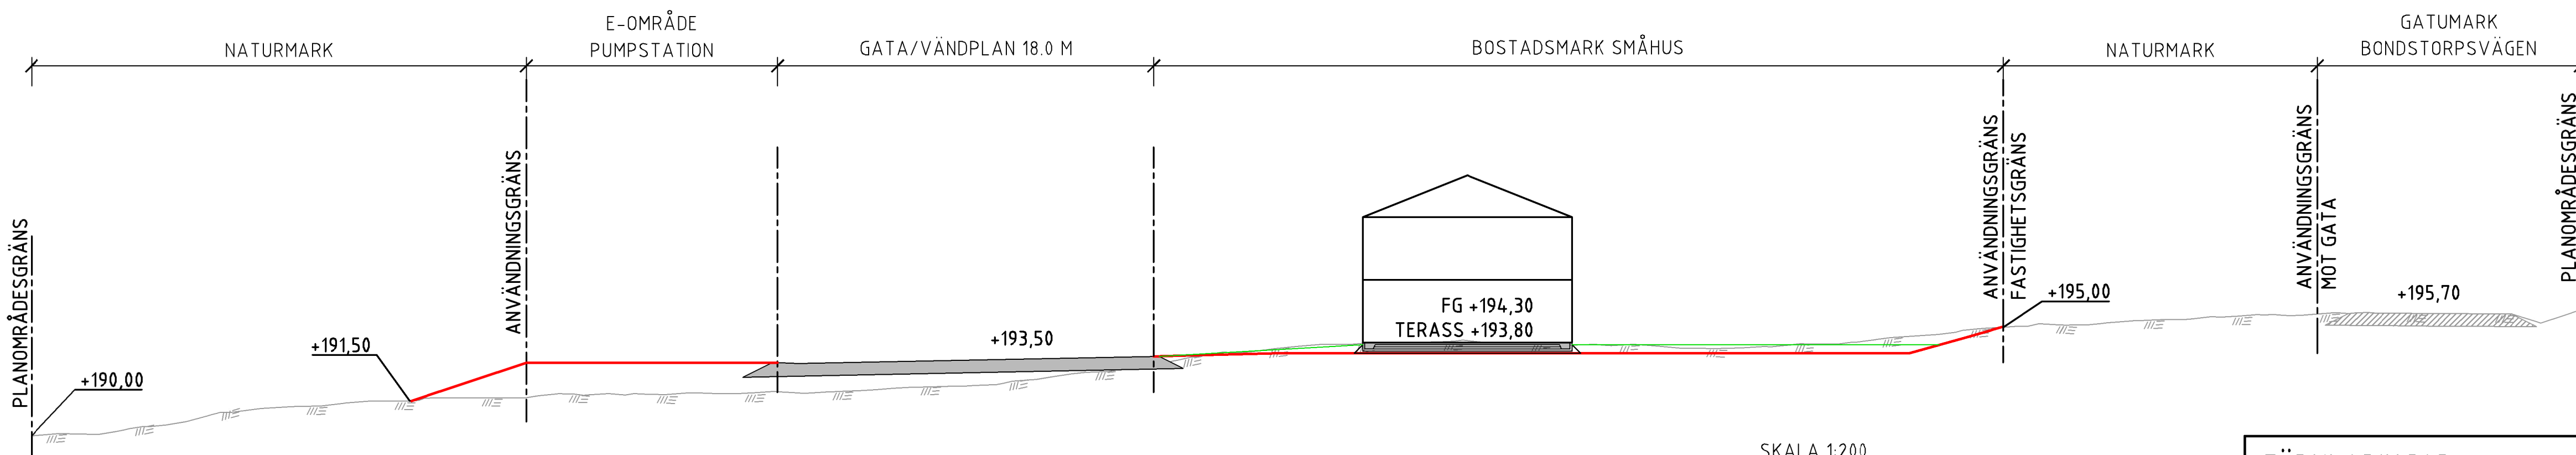 NATURMARK
E-OMRÅDE
PUMPSTATION
GATA/VÄNDPLAN 18.0 M
BOSTADSMARK SMÅHUS
NATURMARK
GATUMARK
BONDSTORPSVÄGEN
PLANOMRÅDESGRÄNS
+190,00
+191,50
ANVÄNDNINGSGRÄNS
+193,50
FG +194,30
TERASS +193,80
ANVÄNDNINGSGRÄNS
FASTIGHETSGRÄNS
+195,00
ANVÄNDNINGSGRÄNS
MOT GATA
+195,70
PLANOMRÅDESGRÄNS
SKALA 1:200